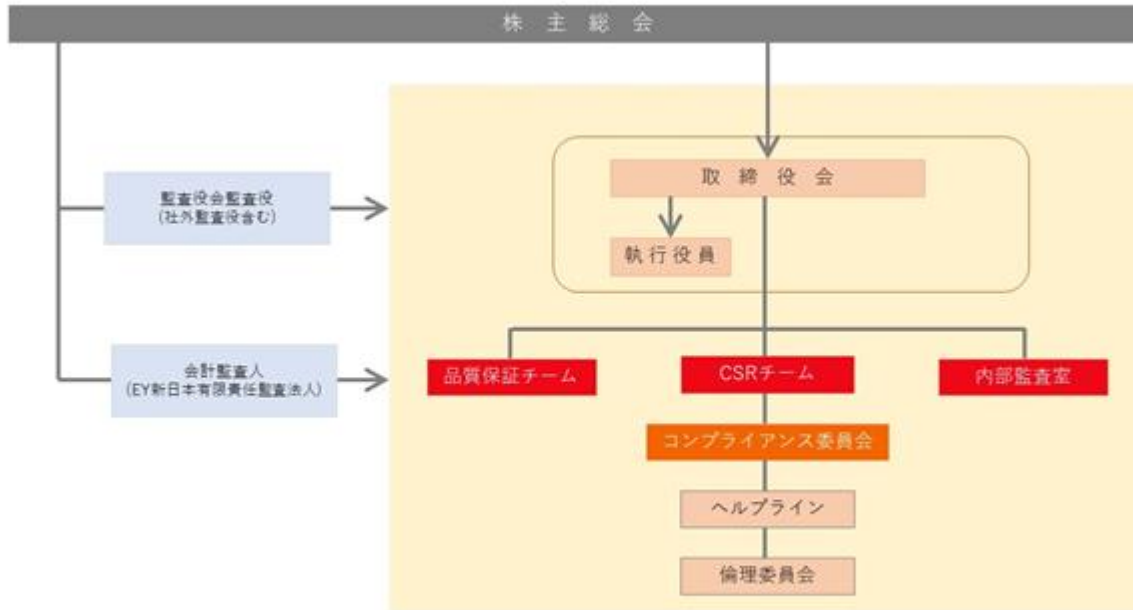 株主総会
取締役会
監査役会監査役
(社外監査役含む)
執行役員
会計監査人
(EY新日本有限責任監査法人)
品質保証チーム
CSRチーム
内部監査室
コンプライアンス委員会
ヘルプライン
倫理委員会